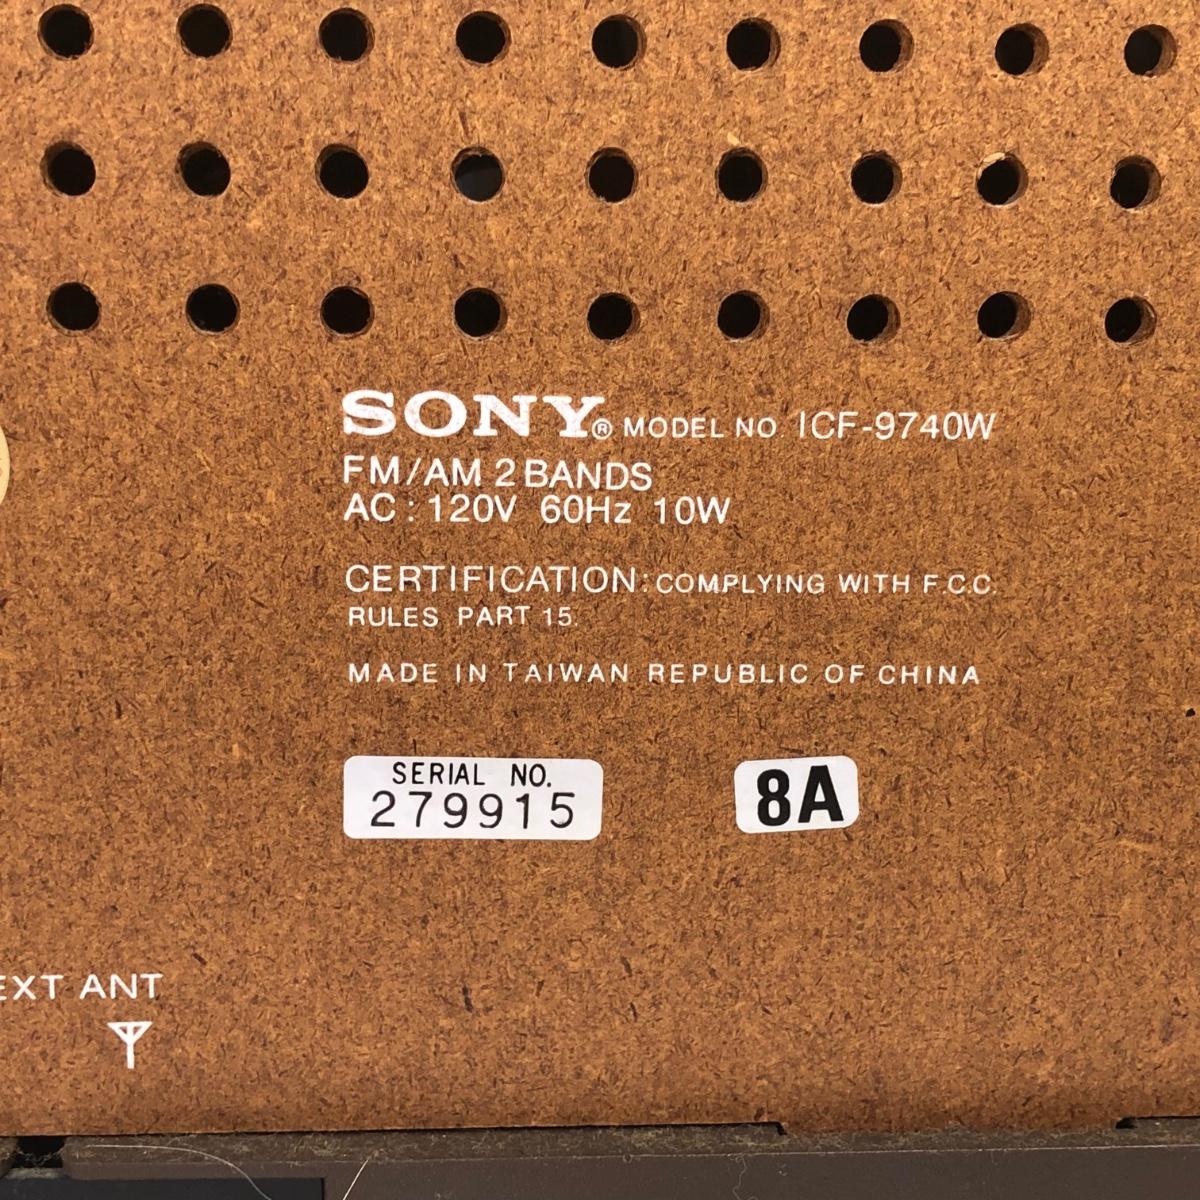 SONY® MODEL NO. ICF-9740W
FM/AM 2 BANDS
AC : 120V 60Hz 10W
CERTIFICATION: COMPLYING WITH F.C.C.
RULES PART 15.
MADE IN TAIWAN REPUBLIC OF CHINA
SERIAL NO.
279915
8A
EXT ANT